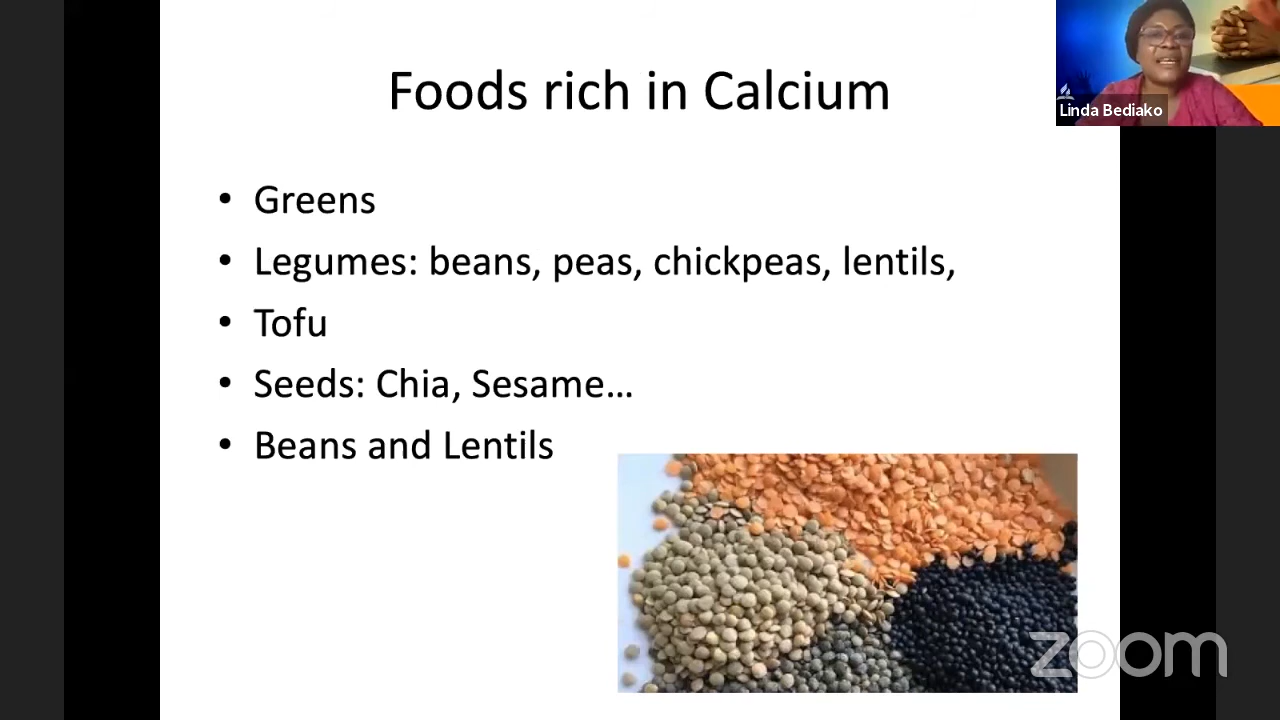 Foods rich in Calcium
Linda Bediako
• Greens
• Legumes: beans, peas, chickpeas, lentils,
• Tofu
• Seeds: Chia, Sesame…
• Beans and Lentils
zoom